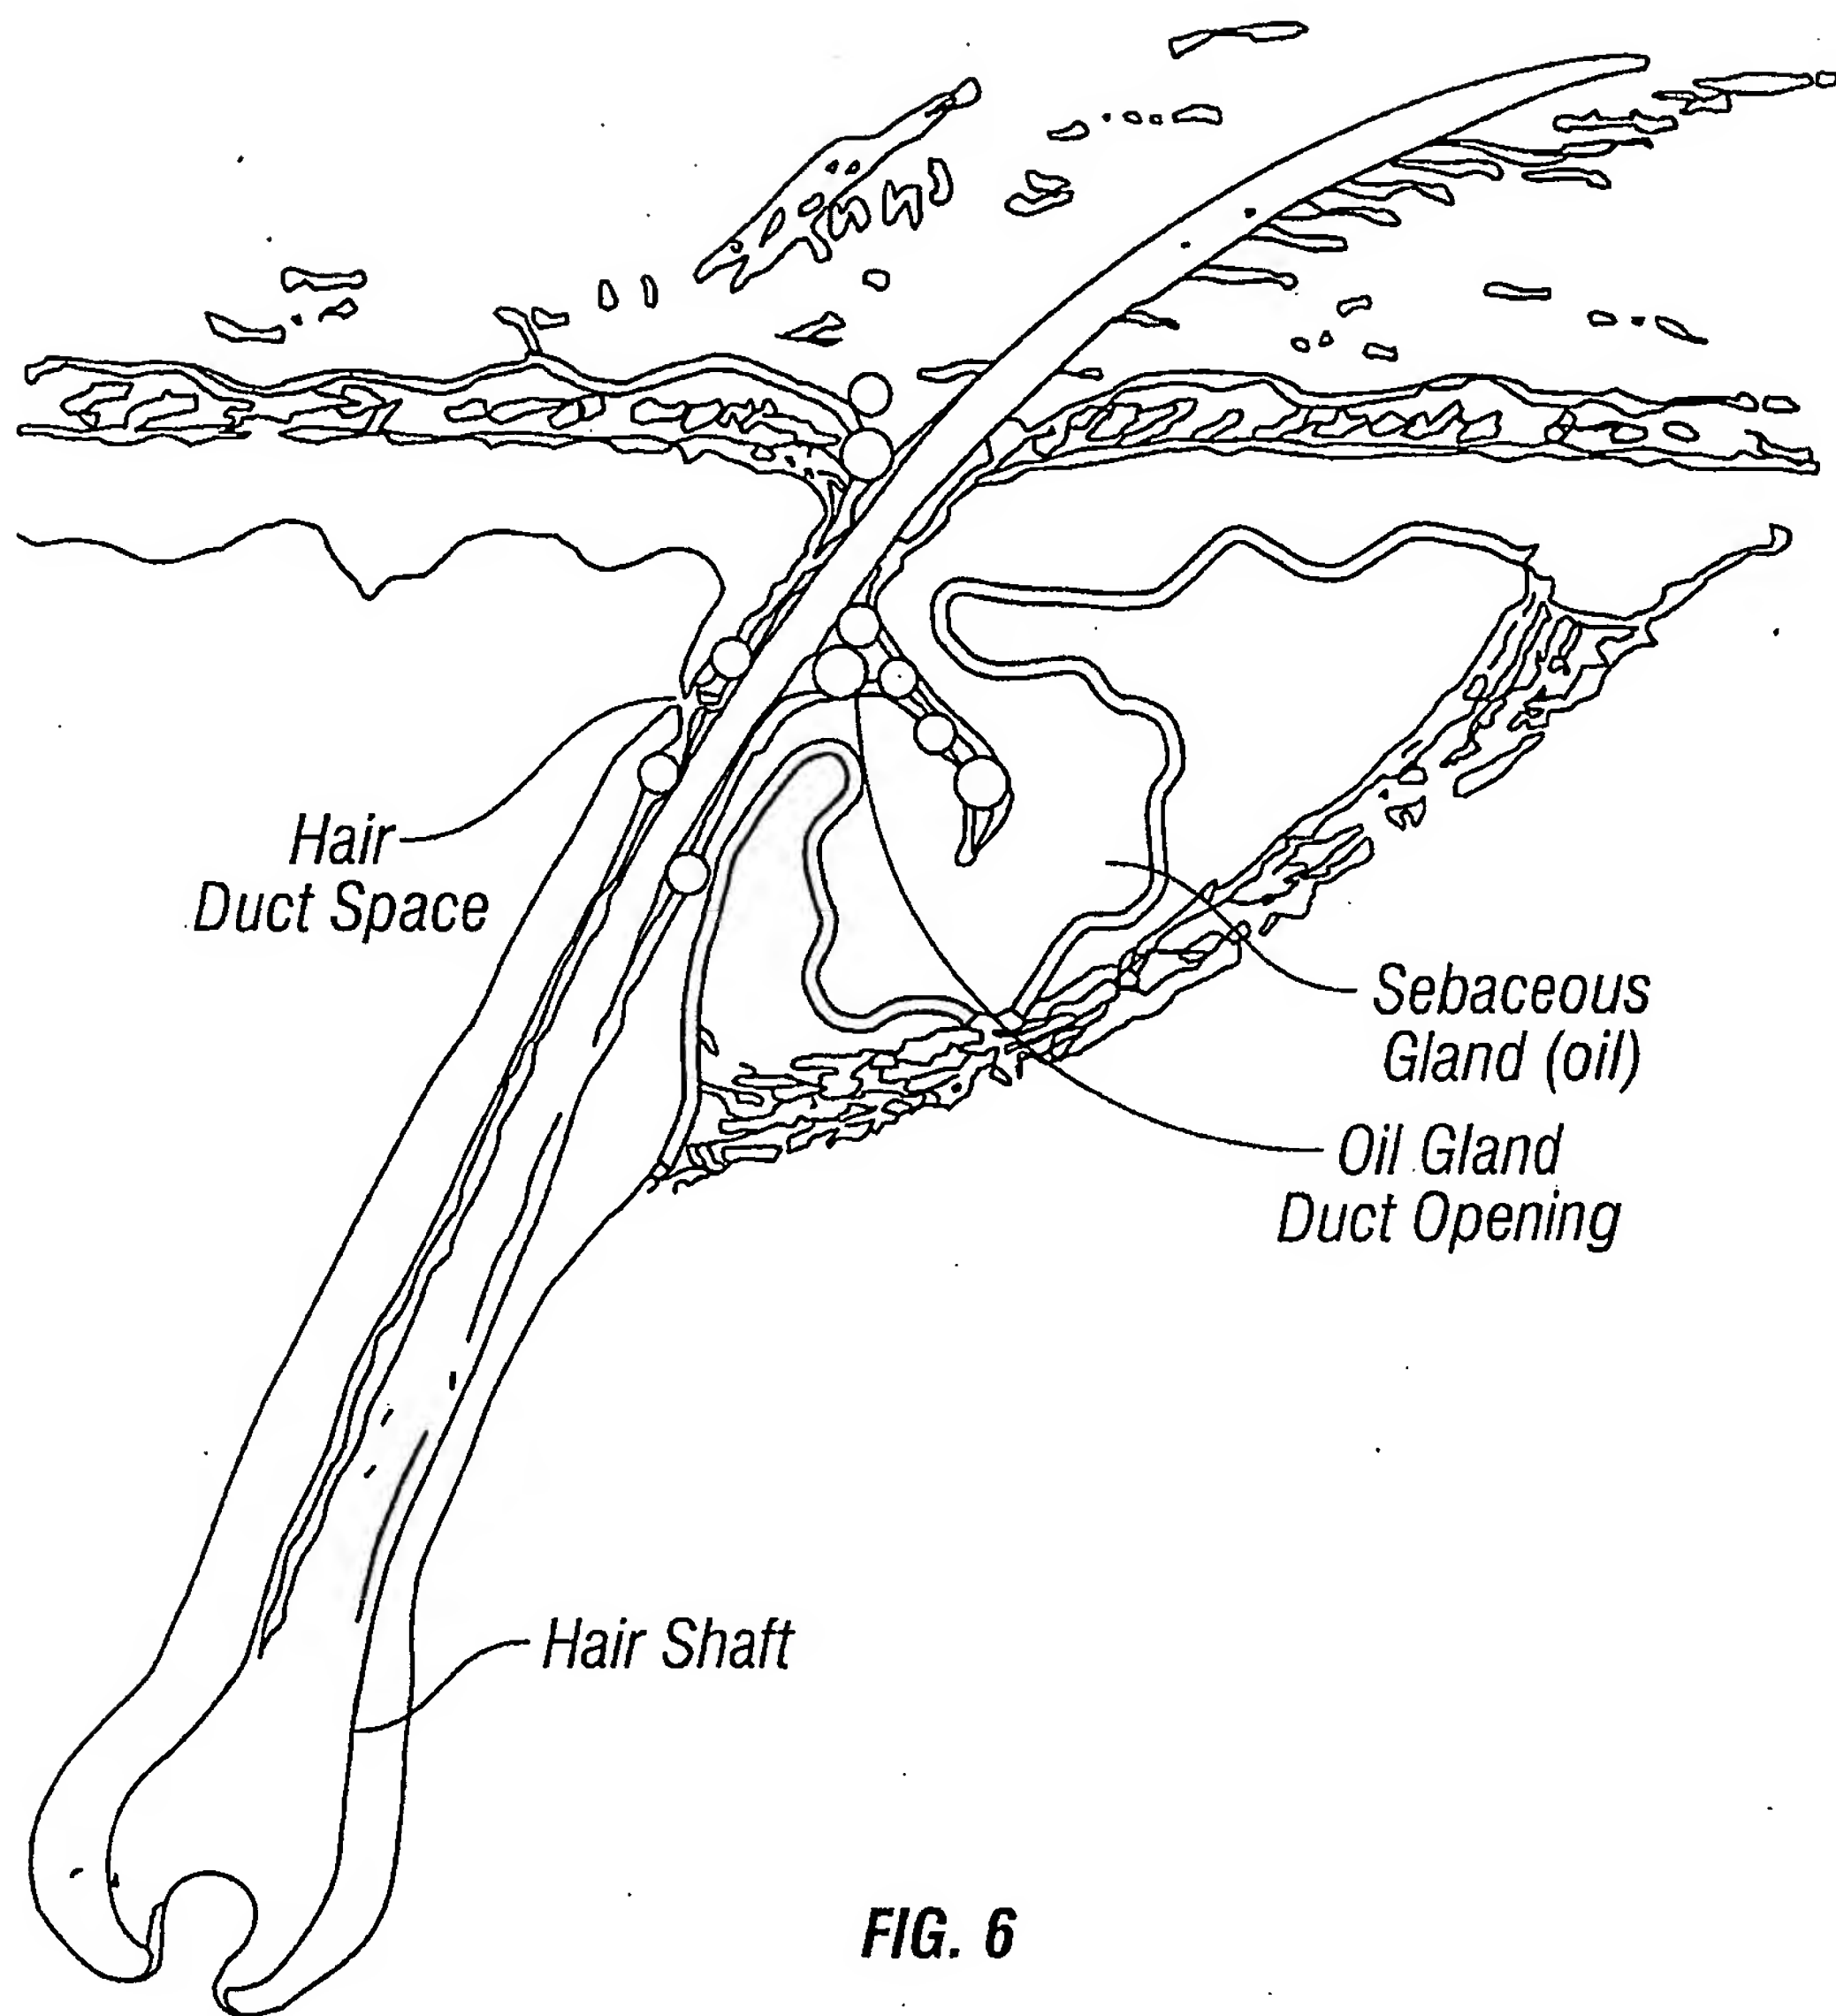 Hair
Duct Space
Sebaceous
Gland (oil)
Oil Gland
Duct Opening
Hair Shaft
FIG. 6